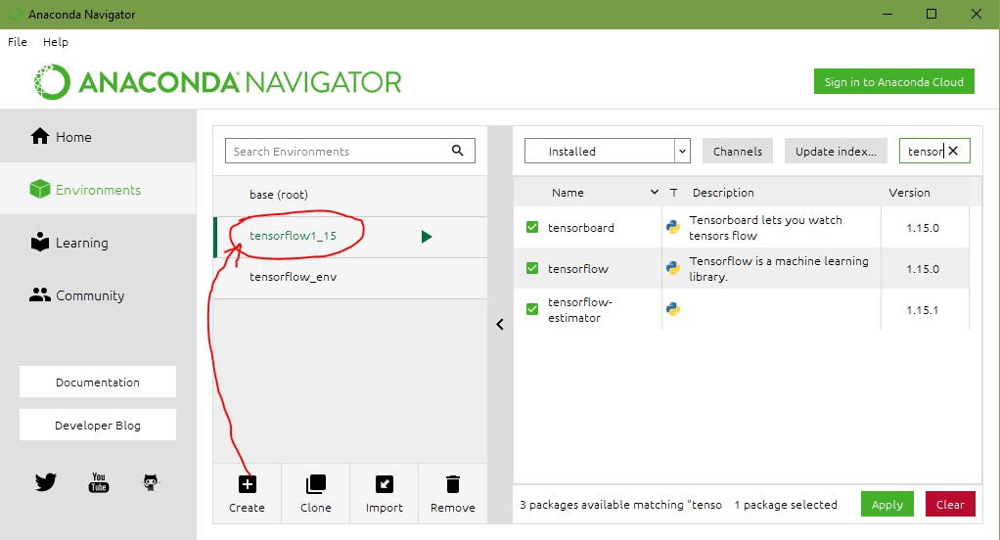 Anaconda Navigator
File Help
ANACONDA NAVIGATOR
Sign in to Anaconda Cloud
Home
Environments
Learning
Community
Documentation
Developer Blog
You
Tube
Search Environments
base (root)
tensorflow1_15
tensorflow_env
Create Clone Import Remove
Installed Channels Update index... tensor
Name T Description Version
tensorboard Tensorboard lets you watch
tensors flow 1.15.0
tensorflow Tensorflow is a machine learning
library. 1.15.0
tensorflow-
estimator 1.15.1
3 packages available matching "tenso 1 package selected Apply Clear